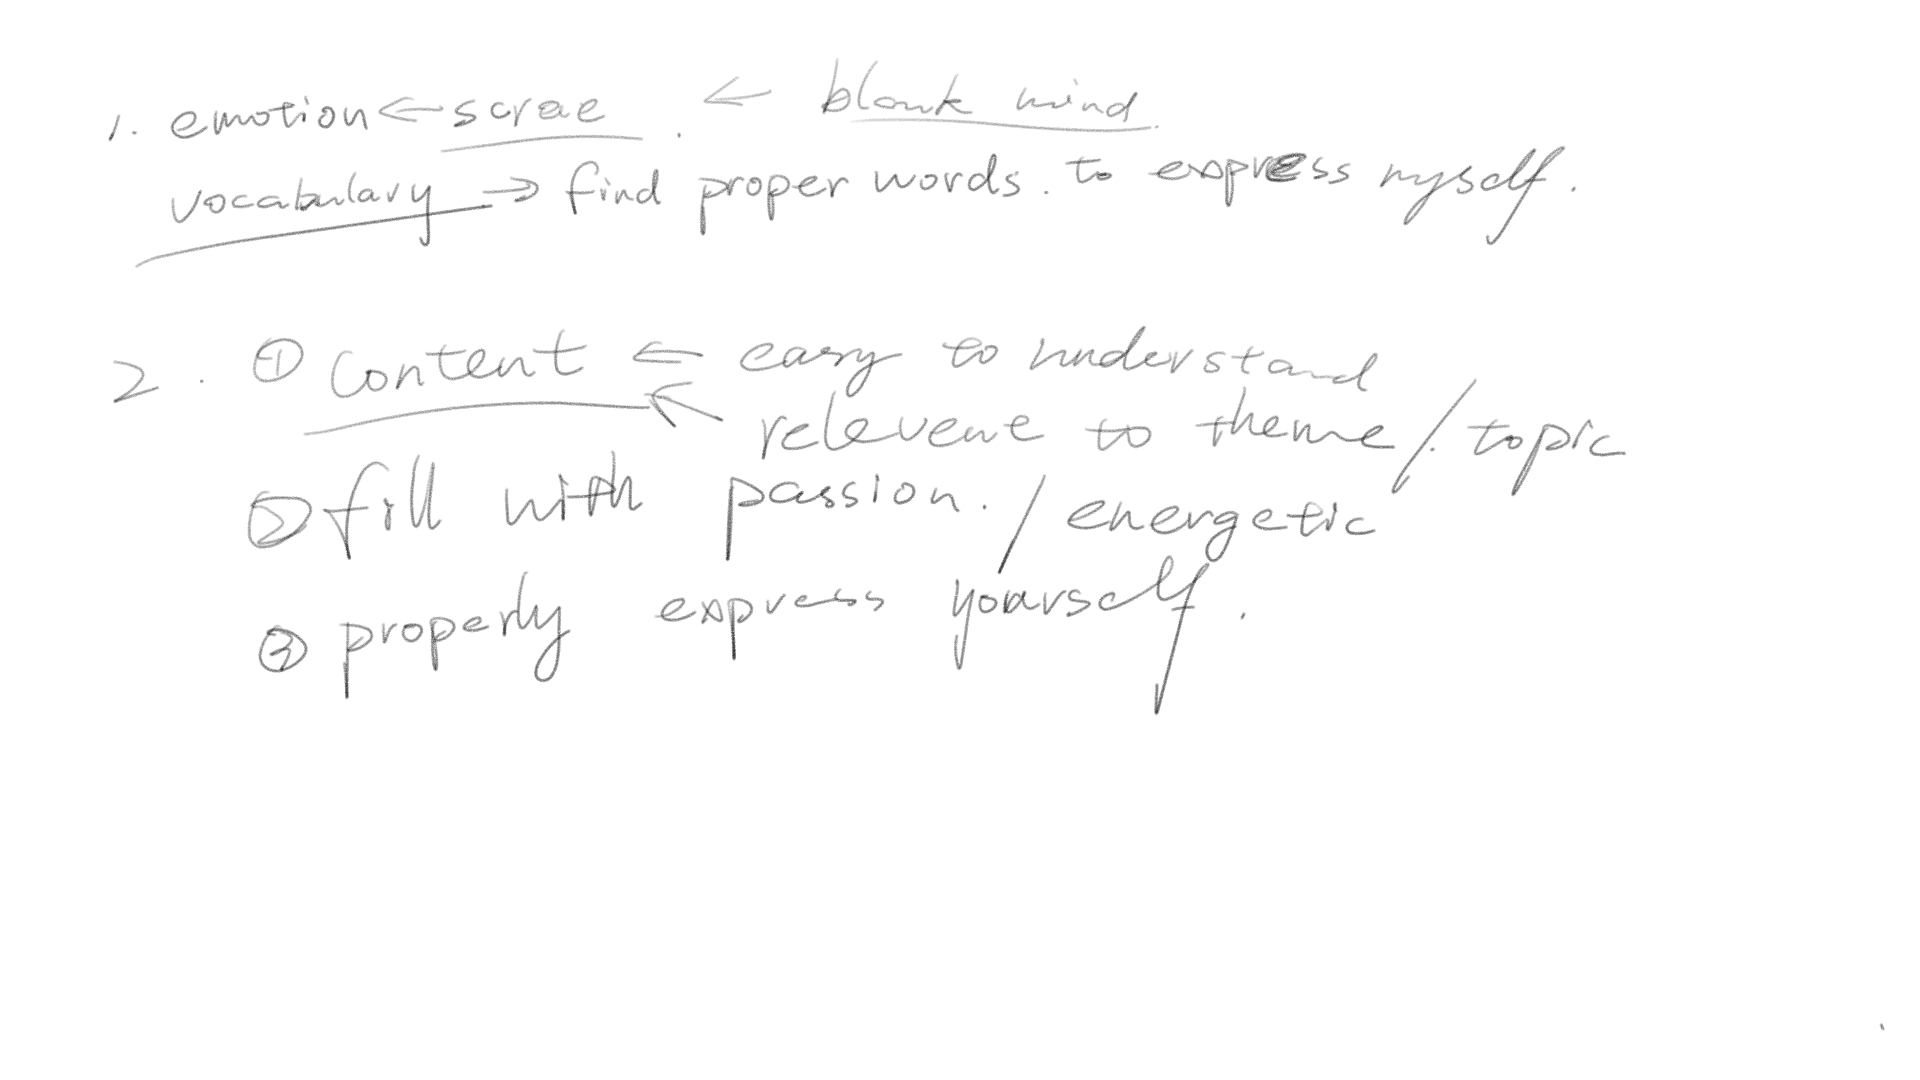 1. emotion ← scrae . ← blank mind.
vocabulary → find proper words. to express myself.
2. ① content ← easy to understand
↖ relevene to theme/. topic
② fill with passion. / energetic
③ properly express yourself.